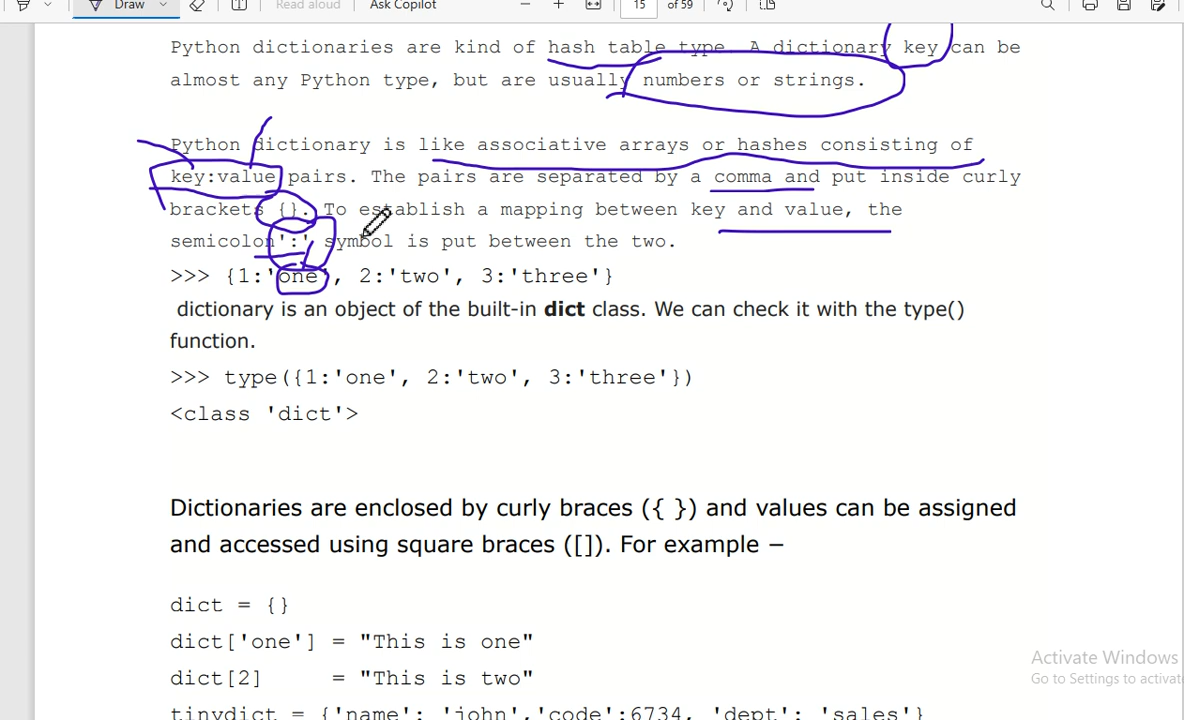 Draw
Read aloud
Ask Copilot
15
of 59
Python dictionaries are kind of hash table type. A dictionary key can be
almost any Python type, but are usually numbers or strings.
Python dictionary is like associative arrays or hashes consisting of
key:value pairs. The pairs are separated by a comma and put inside curly
brackets {}. To establish a mapping between key and value, the
semicolon':' symbol is put between the two.
>>> {1:'one', 2:'two', 3:'three'}
dictionary is an object of the built-in dict class. We can check it with the type()
function.
>>> type({1:'one', 2:'two', 3:'three'})
<class 'dict'>
Dictionaries are enclosed by curly braces ({ }) and values can be assigned
and accessed using square braces ([]). For example −
dict = {}
dict['one'] = "This is one"
dict[2] = "This is two"
tinydict = {'name': 'john','code':6734, 'dept': 'sales'}
Activate Windows
Go to Settings to activat